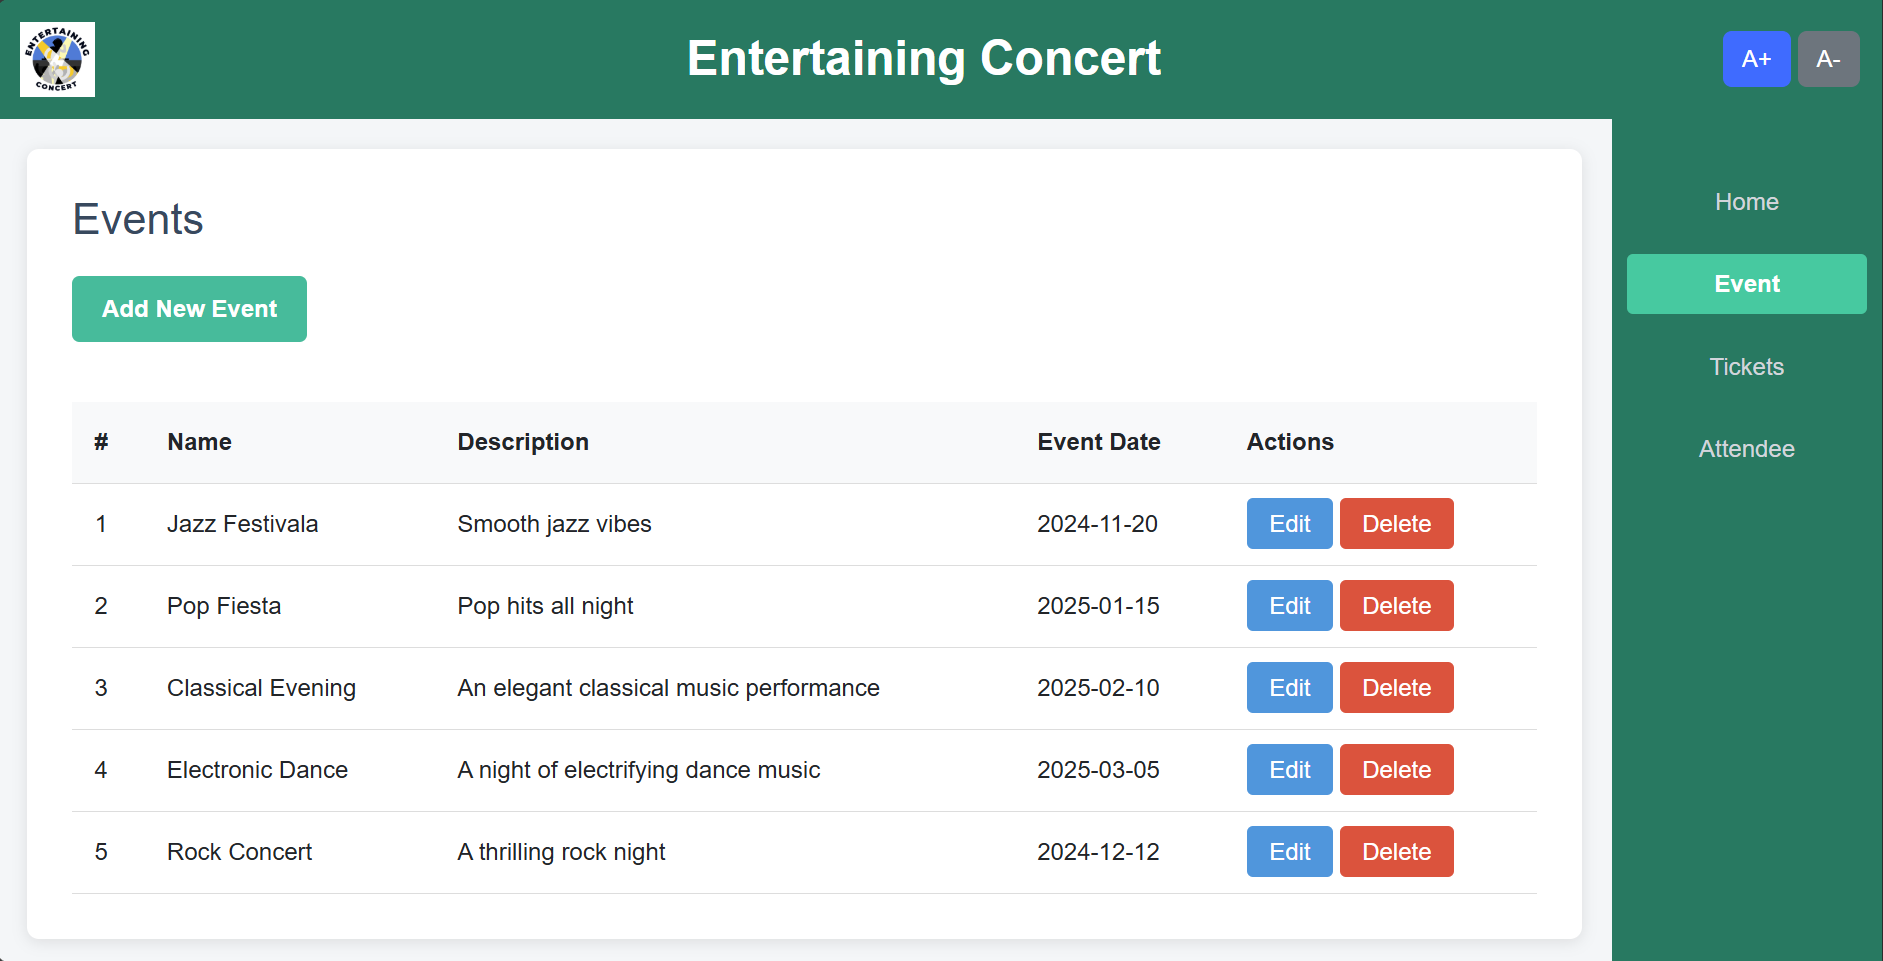 ENTERTAINING
CONCERT
Entertaining Concert
A+ A-
Home
Event
Tickets
Attendee
Events
Add New Event
# Name Description Event Date Actions
1 Jazz Festivala Smooth jazz vibes 2024-11-20 Edit Delete
2 Pop Fiesta Pop hits all night 2025-01-15 Edit Delete
3 Classical Evening An elegant classical music performance 2025-02-10 Edit Delete
4 Electronic Dance A night of electrifying dance music 2025-03-05 Edit Delete
5 Rock Concert A thrilling rock night 2024-12-12 Edit Delete